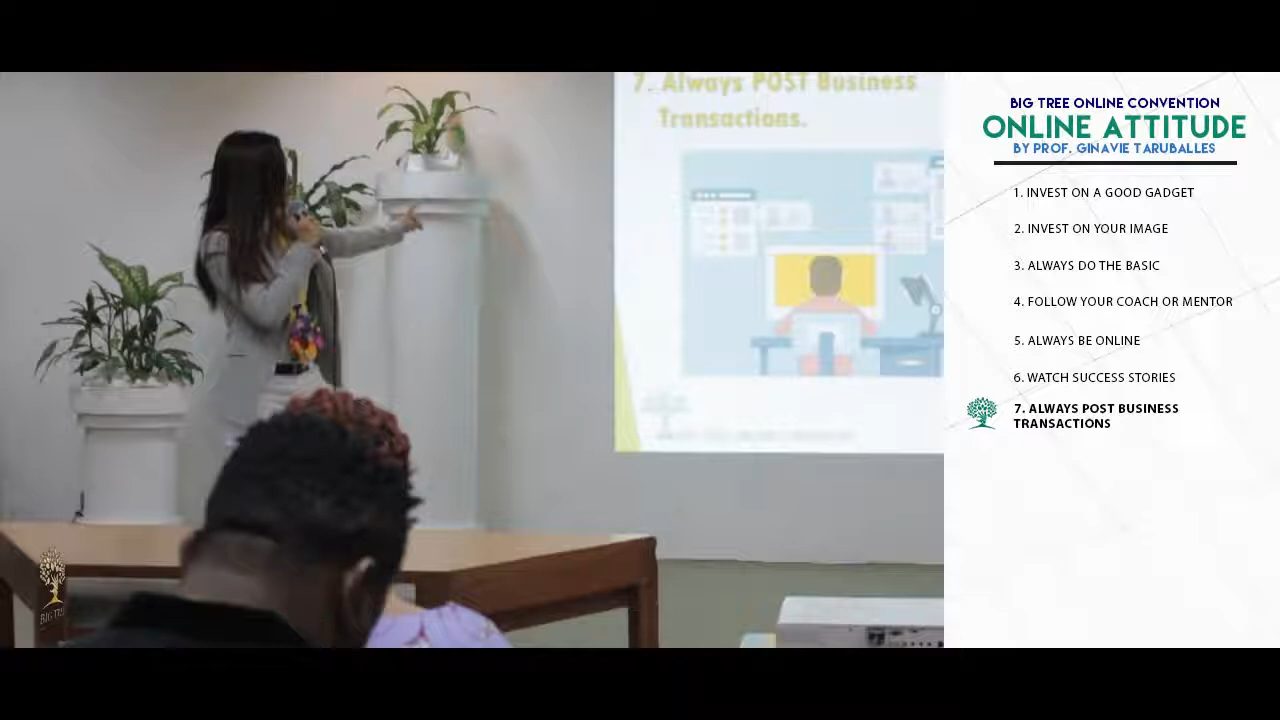 7. Always POST Business
Transactions.
BIG TREE ONLINE CONVENTION
ONLINE ATTITUDE
BY PROF. GINAVIE TARUBALLES
1. INVEST ON A GOOD GADGET
2. INVEST ON YOUR IMAGE
3. ALWAYS DO THE BASIC
4. FOLLOW YOUR COACH OR MENTOR
5. ALWAYS BE ONLINE
6. WATCH SUCCESS STORIES
7. ALWAYS POST BUSINESS
TRANSACTIONS